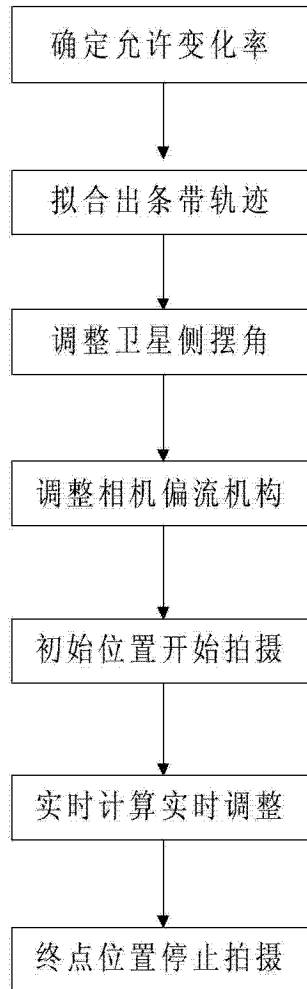 确定允许变化率
拟合出条带轨迹
调整卫星侧摆角
调整相机偏流机构
初始位置开始拍摄
实时计算实时调整
终点位置停止拍摄